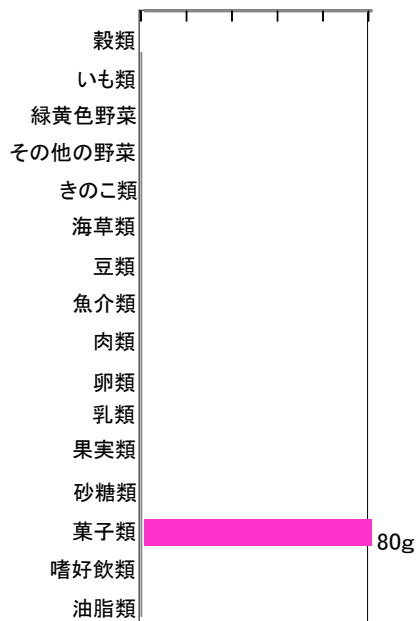 穀類
いも類
緑黄色野菜
その他の野菜
きのこ類
海草類
豆類
魚介類
肉類
卵類
乳類
果実類
砂糖類
菓子類
80g
嗜好飲類
油脂類